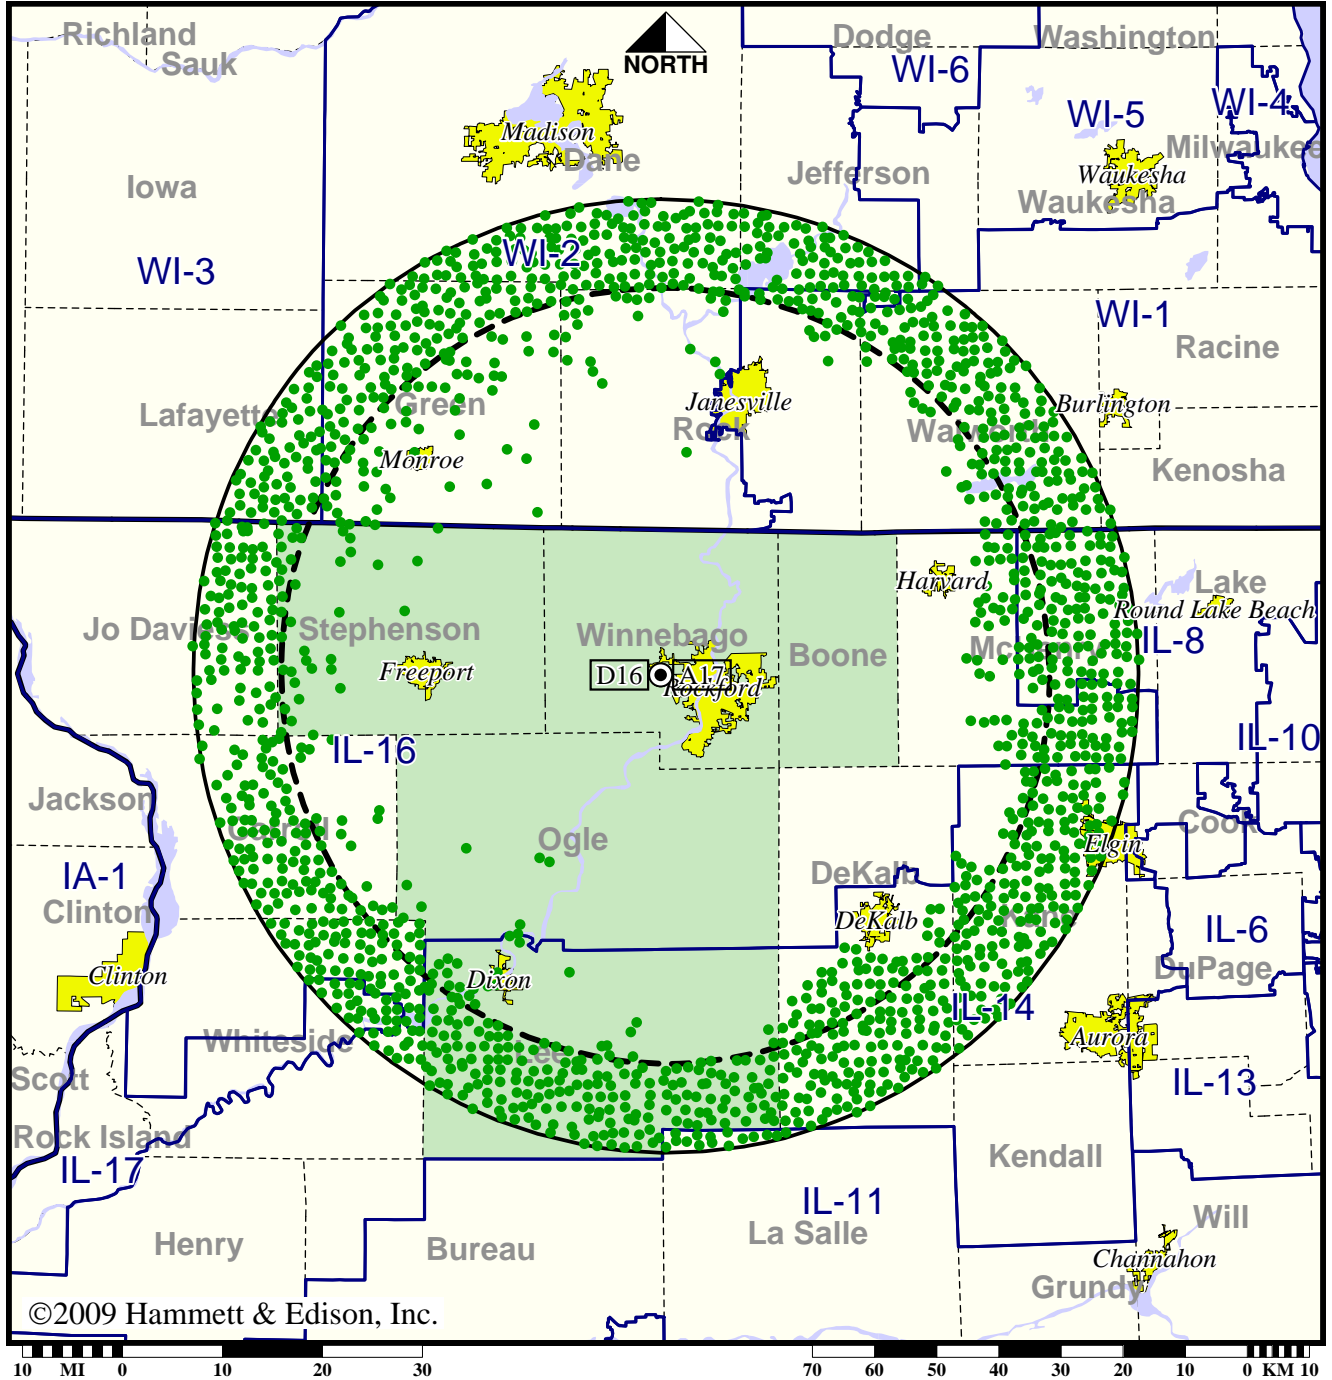 Richland
Sauk
Dodge
Washington
NORTH
WI-6
WI-5
WI-4
Madison
Dane
Milwaukee
Waukesha
Jefferson
Iowa
Waukesha
WI-2
WI-3
WI-1
Racine
Green
Janesville
Burlington
Lafayette
Rock
Walworth
Monroe
Kenosha
Harvard
Lake
Round Lake Beach
Jo Daviess
Stephenson
Winnebago
Boone
McHenry
IL-8
Freeport
D16
A17
Rockford
IL-16
IL-10
Jackson
Carroll
Ogle
Cook
Elgin
IA-1
DeKalb
Clinton
DeKalb
Kane
IL-6
Clinton
Dixon
DuPage
IL-14
Whiteside
Lee
Aurora
Scott
IL-13
Rock Island
IL-17
Kendall
IL-11
La Salle
Will
Henry
Bureau
Channahon
Grundy
©2009 Hammett & Edison, Inc.
10 MI 0 10 20 30
70 60 50 40 30 20 10 0 KM 10